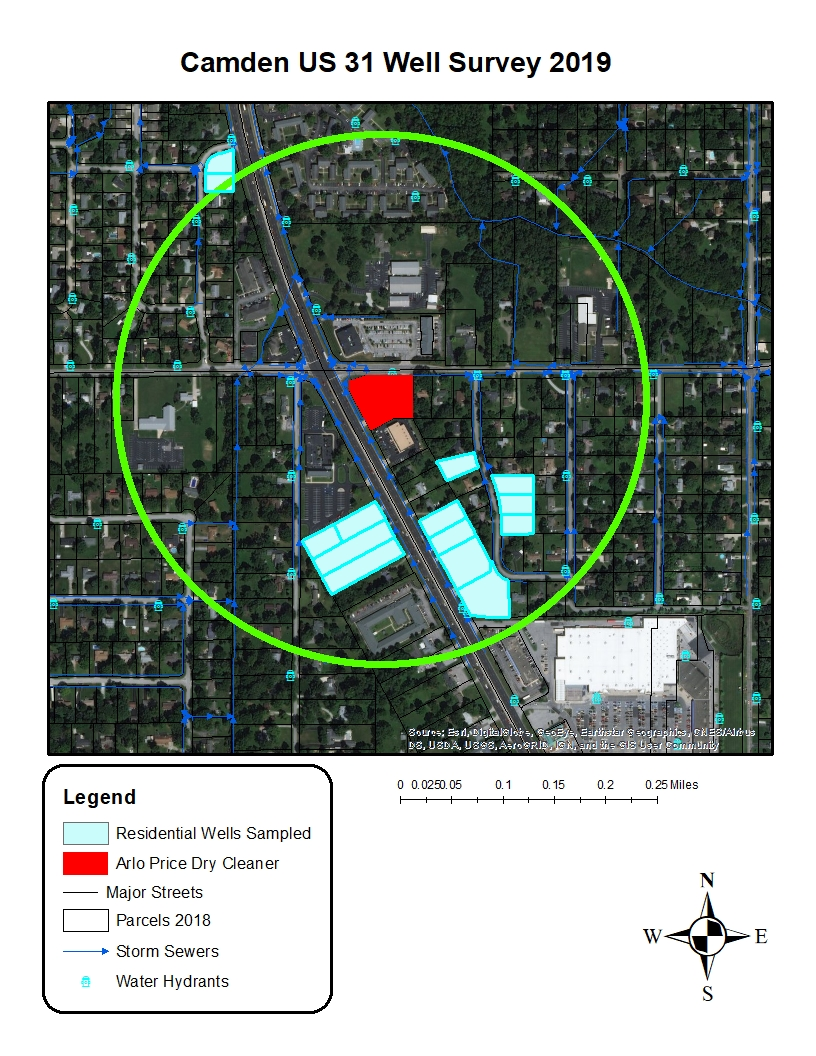 Camden US 31 Well Survey 2019
Source: Esri, DigitalGlobe, GeoEye, Earthstar Geographics, CNES/Airbus
DS, USDA, USGS, AeroGRID, IGN, and the GIS User Community
0 0.0250.05 0.1 0.15 0.2 0.25 Miles
Legend
Residential Wells Sampled
Arlo Price Dry Cleaner
Major Streets
Parcels 2018
Storm Sewers
Water Hydrants
N
W E
S